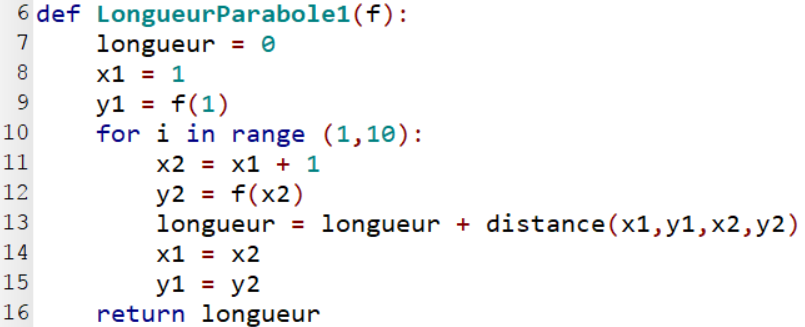 6 def LongueurParabole1(f):
7     longueur = 0
8     x1 = 1
9     y1 = f(1)
10     for i in range (1,10):
11         x2 = x1 + 1
12         y2 = f(x2)
13         longueur = longueur + distance(x1,y1,x2,y2)
14         x1 = x2
15         y1 = y2
16     return longueur